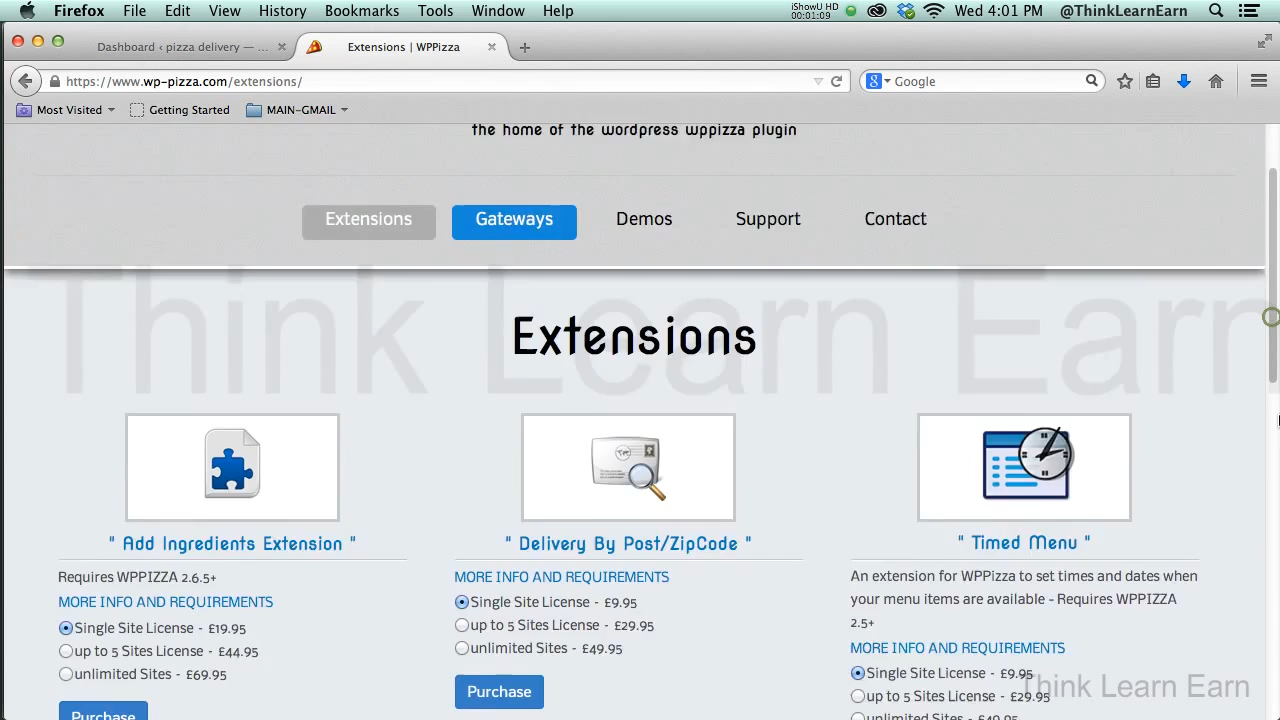 Firefox File Edit View History Bookmarks Tools Window Help iShowU HD 00:01:09 Wed 4:01 PM @ThinkLearnEarn
Dashboard ‹ pizza delivery — ...
Extensions | WPPizza
https://www.wp-pizza.com/extensions/
Google
Most Visited Getting Started MAIN-GMAIL
the home of the wordpress wppizza plugin
Extensions Gateways Demos Support Contact
Think Learn Earn
Extensions
" Add Ingredients Extension "
Requires WPPIZZA 2.6.5+
MORE INFO AND REQUIREMENTS
Single Site License - £19.95
up to 5 Sites License - £44.95
unlimited Sites - £69.95
Purchase
" Delivery By Post/ZipCode "
MORE INFO AND REQUIREMENTS
Single Site License - £9.95
up to 5 Sites License - £29.95
unlimited Sites - £49.95
Purchase
" Timed Menu "
An extension for WPPizza to set times and dates when
your menu items are available - Requires WPPIZZA
2.5+
MORE INFO AND REQUIREMENTS
Single Site License - £9.95
up to 5 Sites License - £29.95
unlimited Sites - £49.95
Think Learn Earn